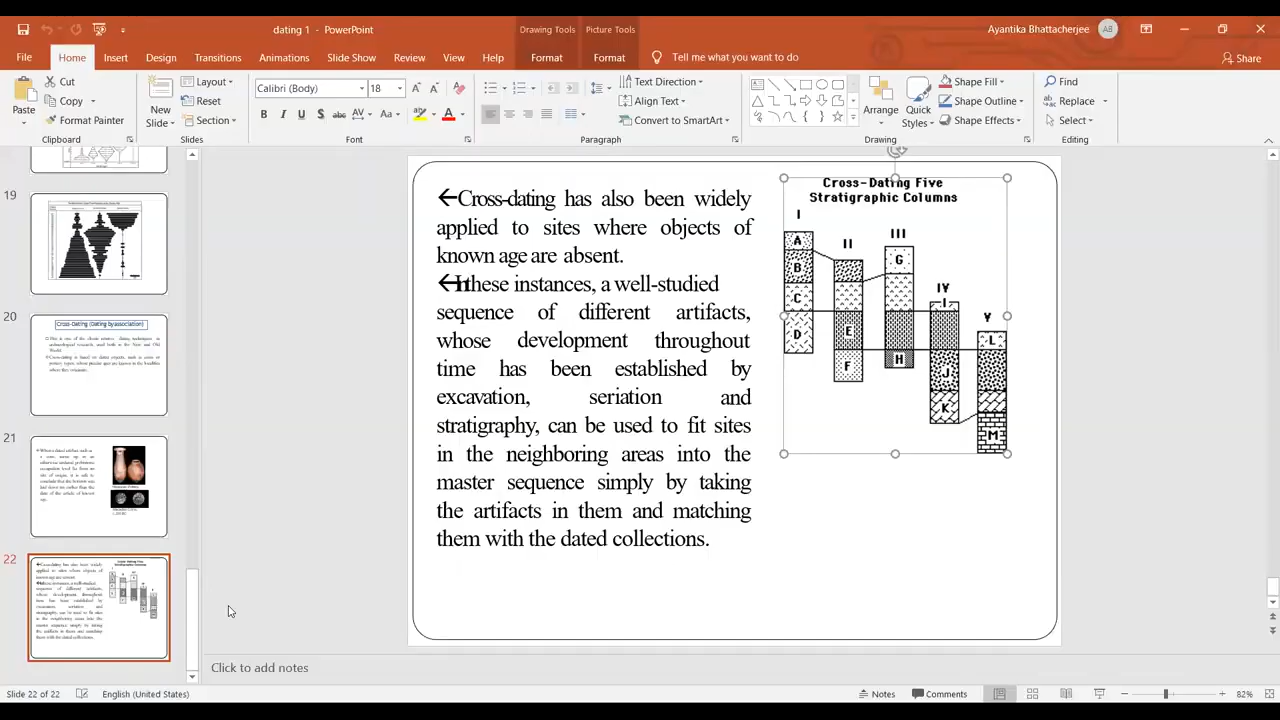 dating 1 - PowerPoint
Drawing Tools
Picture Tools
Ayantika Bhattacherjee
AB
File
Home
Insert
Design
Transitions
Animations
Slide Show
Review
View
Help
Format
Format
Tell me what you want to do
Share
Paste
Cut
Copy
Format Painter
Clipboard
New Slide
Layout
Reset
Section
Slides
Calibri (Body)
18
Font
Text Direction
Align Text
Convert to SmartArt
Paragraph
Arrange
Quick Styles
Shape Fill
Shape Outline
Shape Effects
Drawing
Find
Replace
Select
Editing
19
20
Cross-Dating (Dating by association)
21
22
←Cross-dating has also been widely
applied to sites where objects of
known age are absent.
←In these instances, a well-studied
sequence of different artifacts,
whose development throughout
time has been established by
excavation, seriation and
stratigraphy, can be used to fit sites
in the neighboring areas into the
master sequence simply by taking
the artifacts in them and matching
them with the dated collections.
Cross-Dating Five
Stratigraphic Columns
I
II
III
IV
V
A
B
C
D
E
F
G
H
I
J
K
L
M
Click to add notes
Slide 22 of 22
English (United States)
Notes
Comments
82%